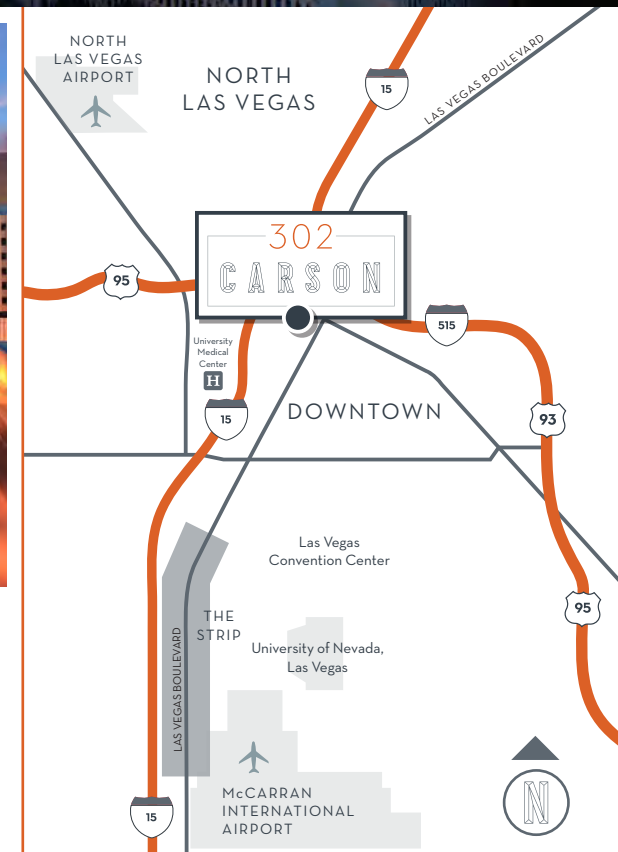 NORTH
LAS VEGAS
AIRPORT
NORTH
LAS VEGAS
15
LAS VEGAS BOULEVARD
302
CARSON
95
515
University
Medical
Center
H
15
DOWNTOWN
93
Las Vegas
Convention Center
95
THE
STRIP
LAS VEGAS BOULEVARD
University of Nevada,
Las Vegas
McCARRAN
INTERNATIONAL
AIRPORT
15
N